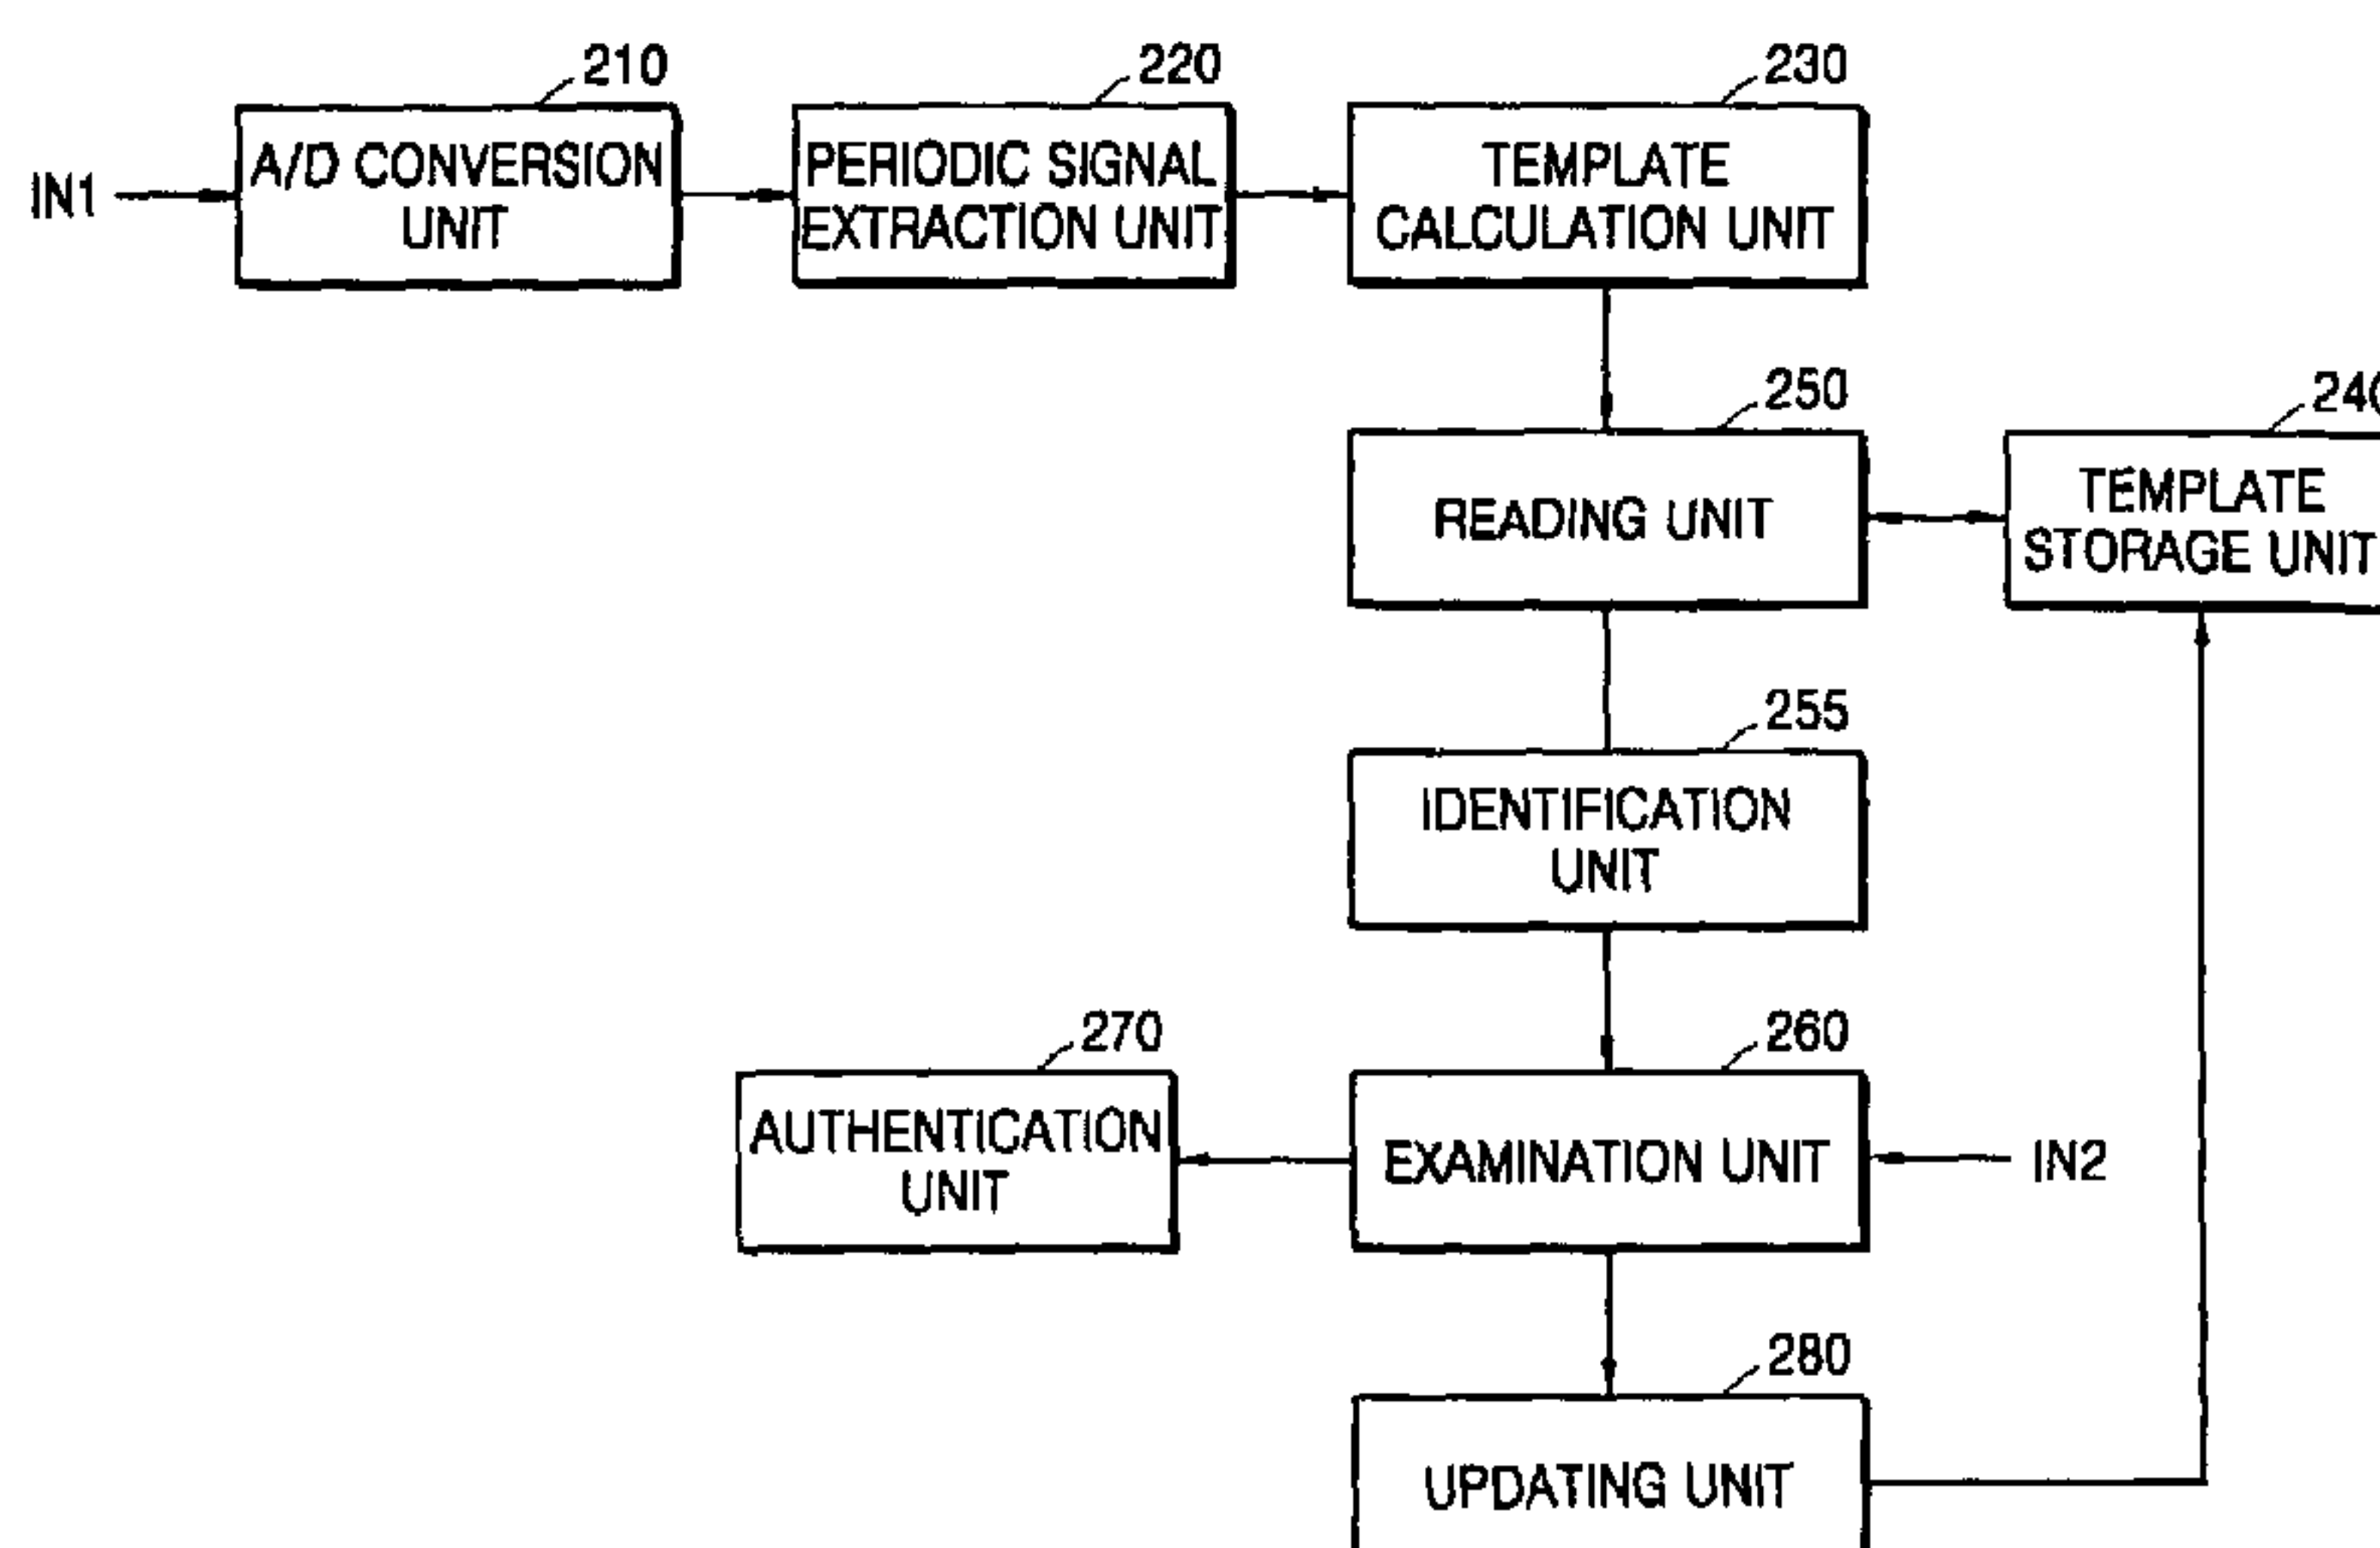 210
220
230
IN1
A/D CONVERSION
UNIT
PERIODIC SIGNAL
EXTRACTION UNIT
TEMPLATE
CALCULATION UNIT
250
240
READING UNIT
TEMPLATE
STORAGE UNIT
255
IDENTIFICATION
UNIT
270
260
AUTHENTICATION
UNIT
EXAMINATION UNIT
IN2
280
UPDATING UNIT